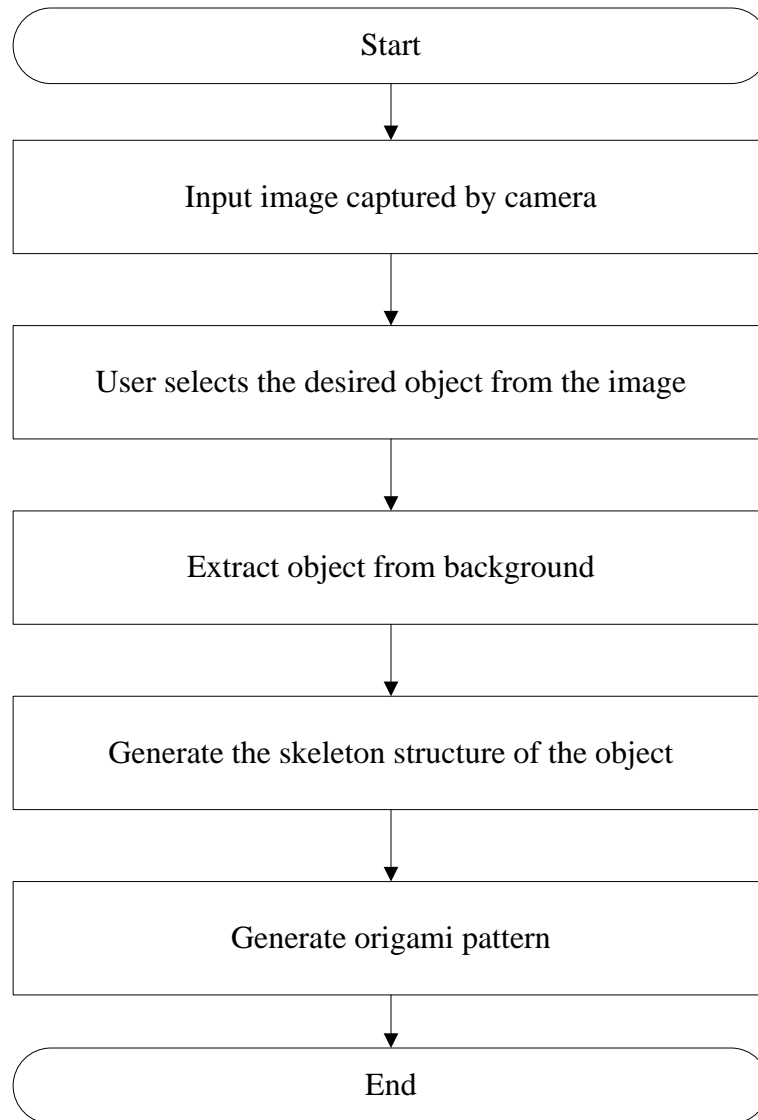 Start
Input image captured by camera
User selects the desired object from the image
Extract object from background
Generate the skeleton structure of the object
Generate origami pattern
End